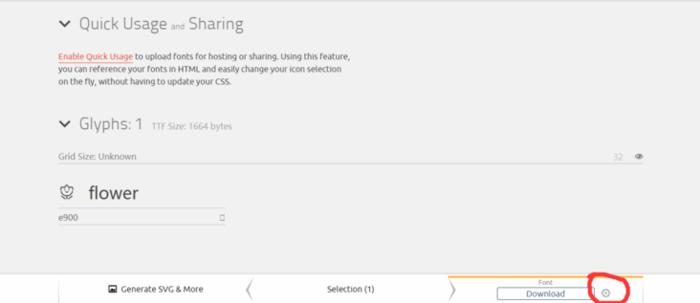 Quick Usage and Sharing
Enable Quick Usage to upload fonts for hosting or sharing. Using this feature,
you can reference your fonts in HTML and easily change your icon selection
on the fly, without having to update your CSS.
Glyphs: 1 TTF Size: 1664 bytes
Grid Size: Unknown 32
flower
e900
Generate SVG & More
Selection (1)
Font
Download